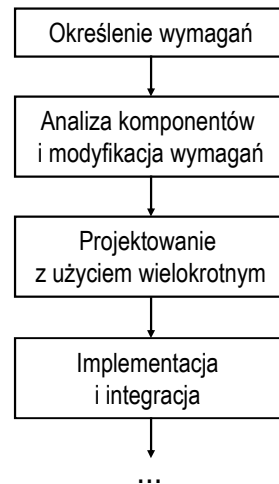 Określenie wymagań
Analiza komponentów
i modyfikacja wymagań
Projektowanie
z użyciem wielokrotnym
Implementacja
i integracja
...